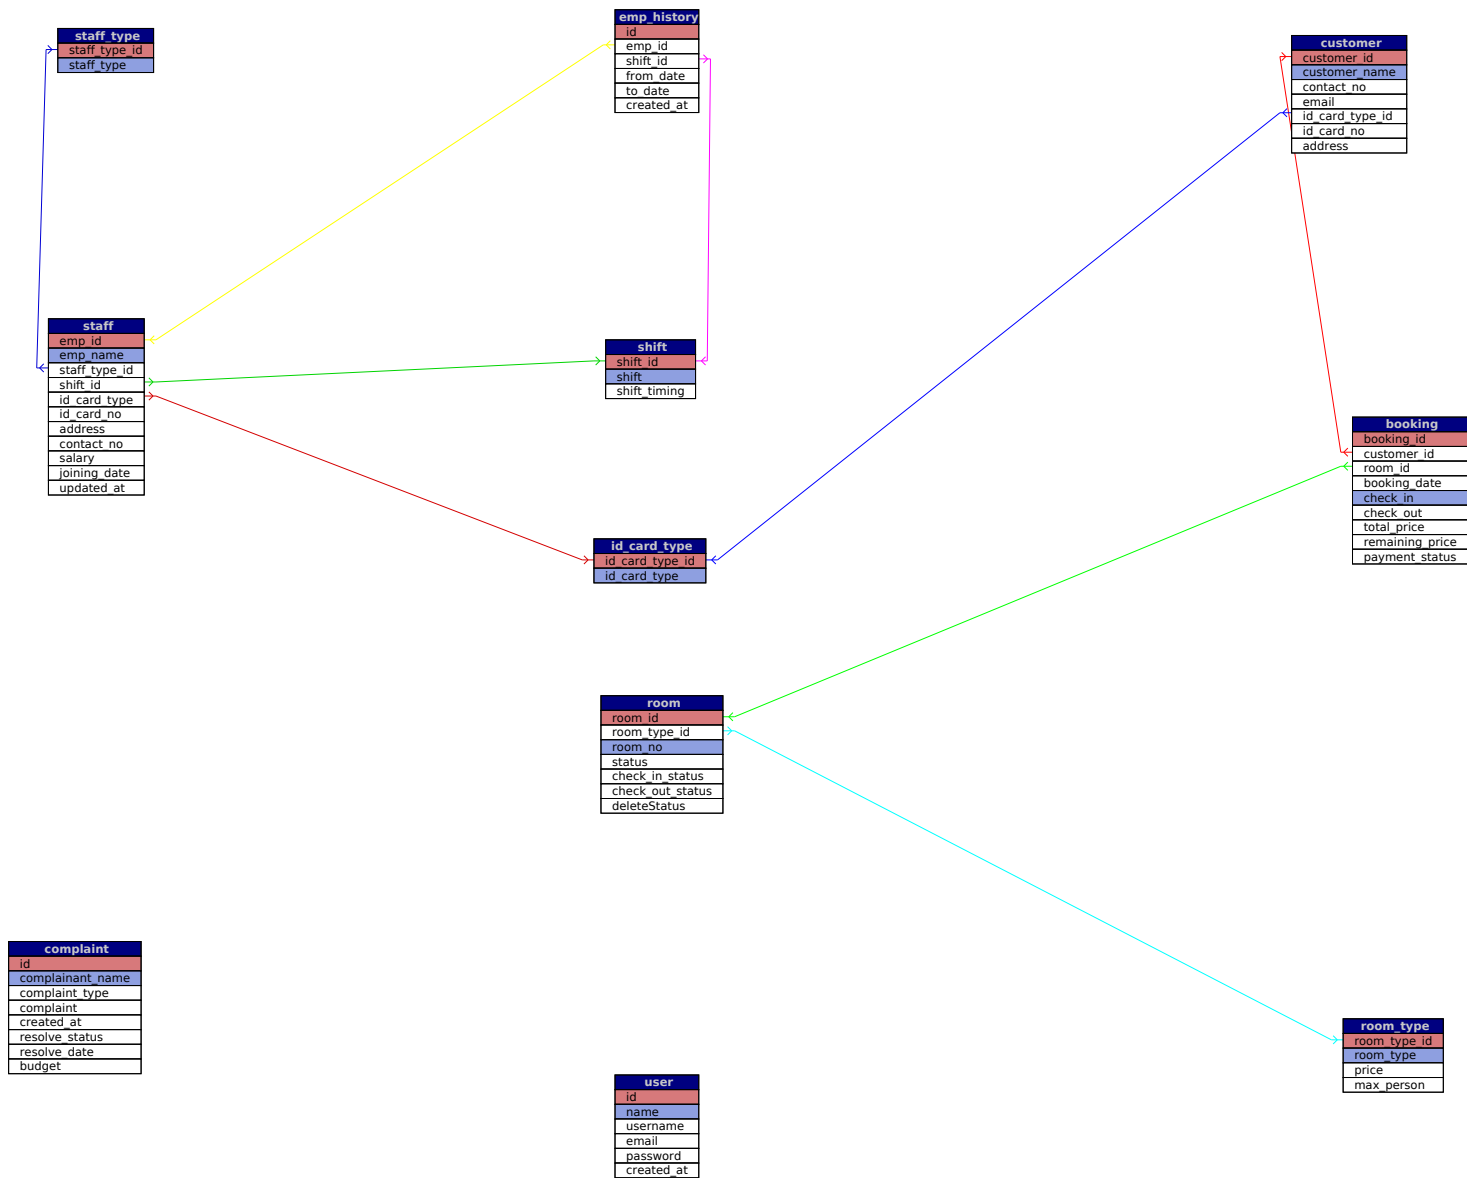 staff_type
staff_type_id
staff_type
emp_history
id
emp_id
shift_id
from_date
to_date
created_at
customer
customer_id
customer_name
contact_no
email
id_card_type_id
id_card_no
address
staff
emp_id
emp_name
staff_type_id
shift_id
id_card_type
id_card_no
address
contact_no
salary
joining_date
updated_at
shift
shift_id
shift
shift_timing
booking
booking_id
customer_id
room_id
booking_date
check_in
check_out
total_price
remaining_price
payment_status
id_card_type
id_card_type_id
id_card_type
room
room_id
room_type_id
room_no
status
check_in_status
check_out_status
deleteStatus
complaint
id
complainant_name
complaint_type
complaint
created_at
resolve_status
resolve_date
budget
room_type
room_type_id
room_type
price
max_person
user
id
name
username
email
password
created_at